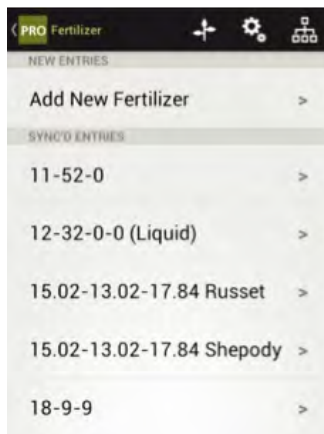 PRO Fertilizer
NEW ENTRIES
Add New Fertilizer >
SYNC'D ENTRIES
11-52-0 >
12-32-0-0 (Liquid) >
15.02-13.02-17.84 Russet >
15.02-13.02-17.84 Shepody >
18-9-9 >